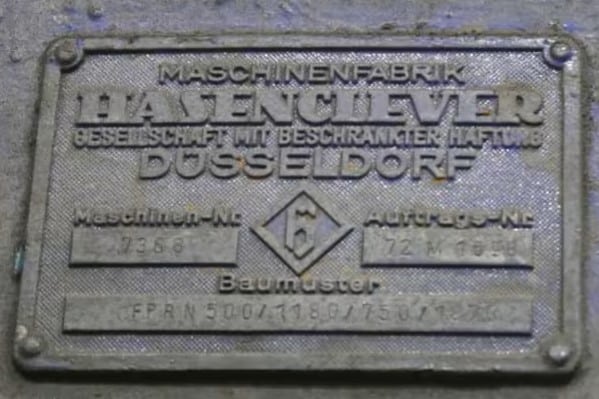 MASCHINENFABRIK
HASENCLEVER
GESELLSCHAFT MIT BESCHRÄNKTER HAFTUNG
DÜSSELDORF
Maschinen-Nr. Auftrags-Nr.
7368 72 M
Baumuster
FPRN 500/1180/750/